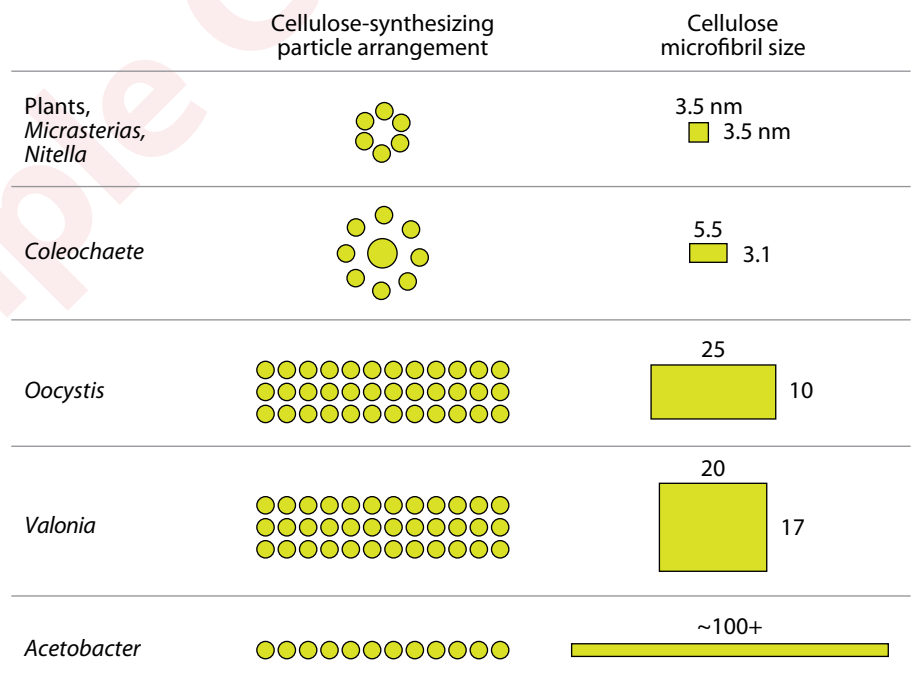 Cellulose-synthesizing
particle arrangement
Cellulose
microfibril size
Plants,
Micrasterias,
Nitella
3.5 nm
3.5 nm
Coleochaete
5.5
3.1
Oocystis
25
10
Valonia
20
17
Acetobacter
~100+